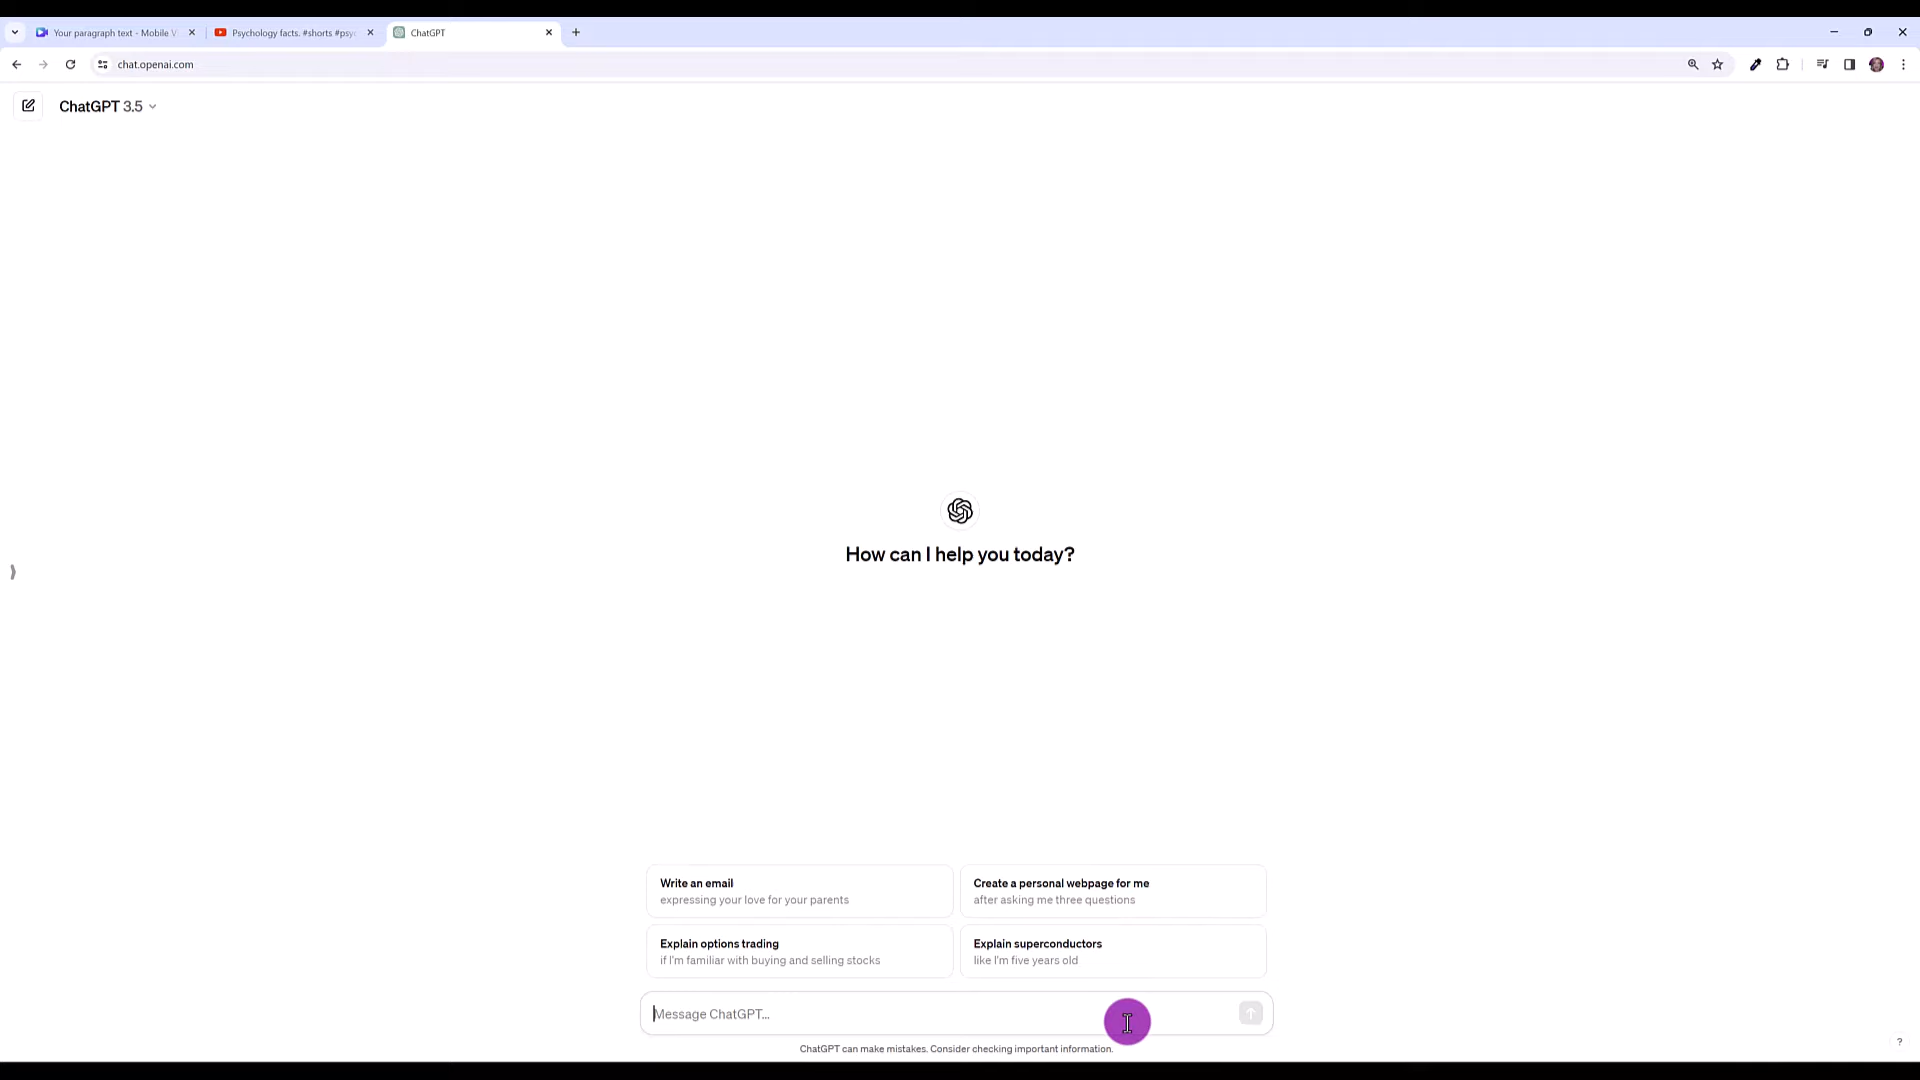 Your paragraph text - Mobile V
Psychology facts. #shorts #psyc
ChatGPT
chat.openai.com
ChatGPT 3.5
How can I help you today?
Write an email
expressing your love for your parents
Create a personal webpage for me
after asking me three questions
Explain options trading
if I'm familiar with buying and selling stocks
Explain superconductors
like I'm five years old
Message ChatGPT...
ChatGPT can make mistakes. Consider checking important information.
?